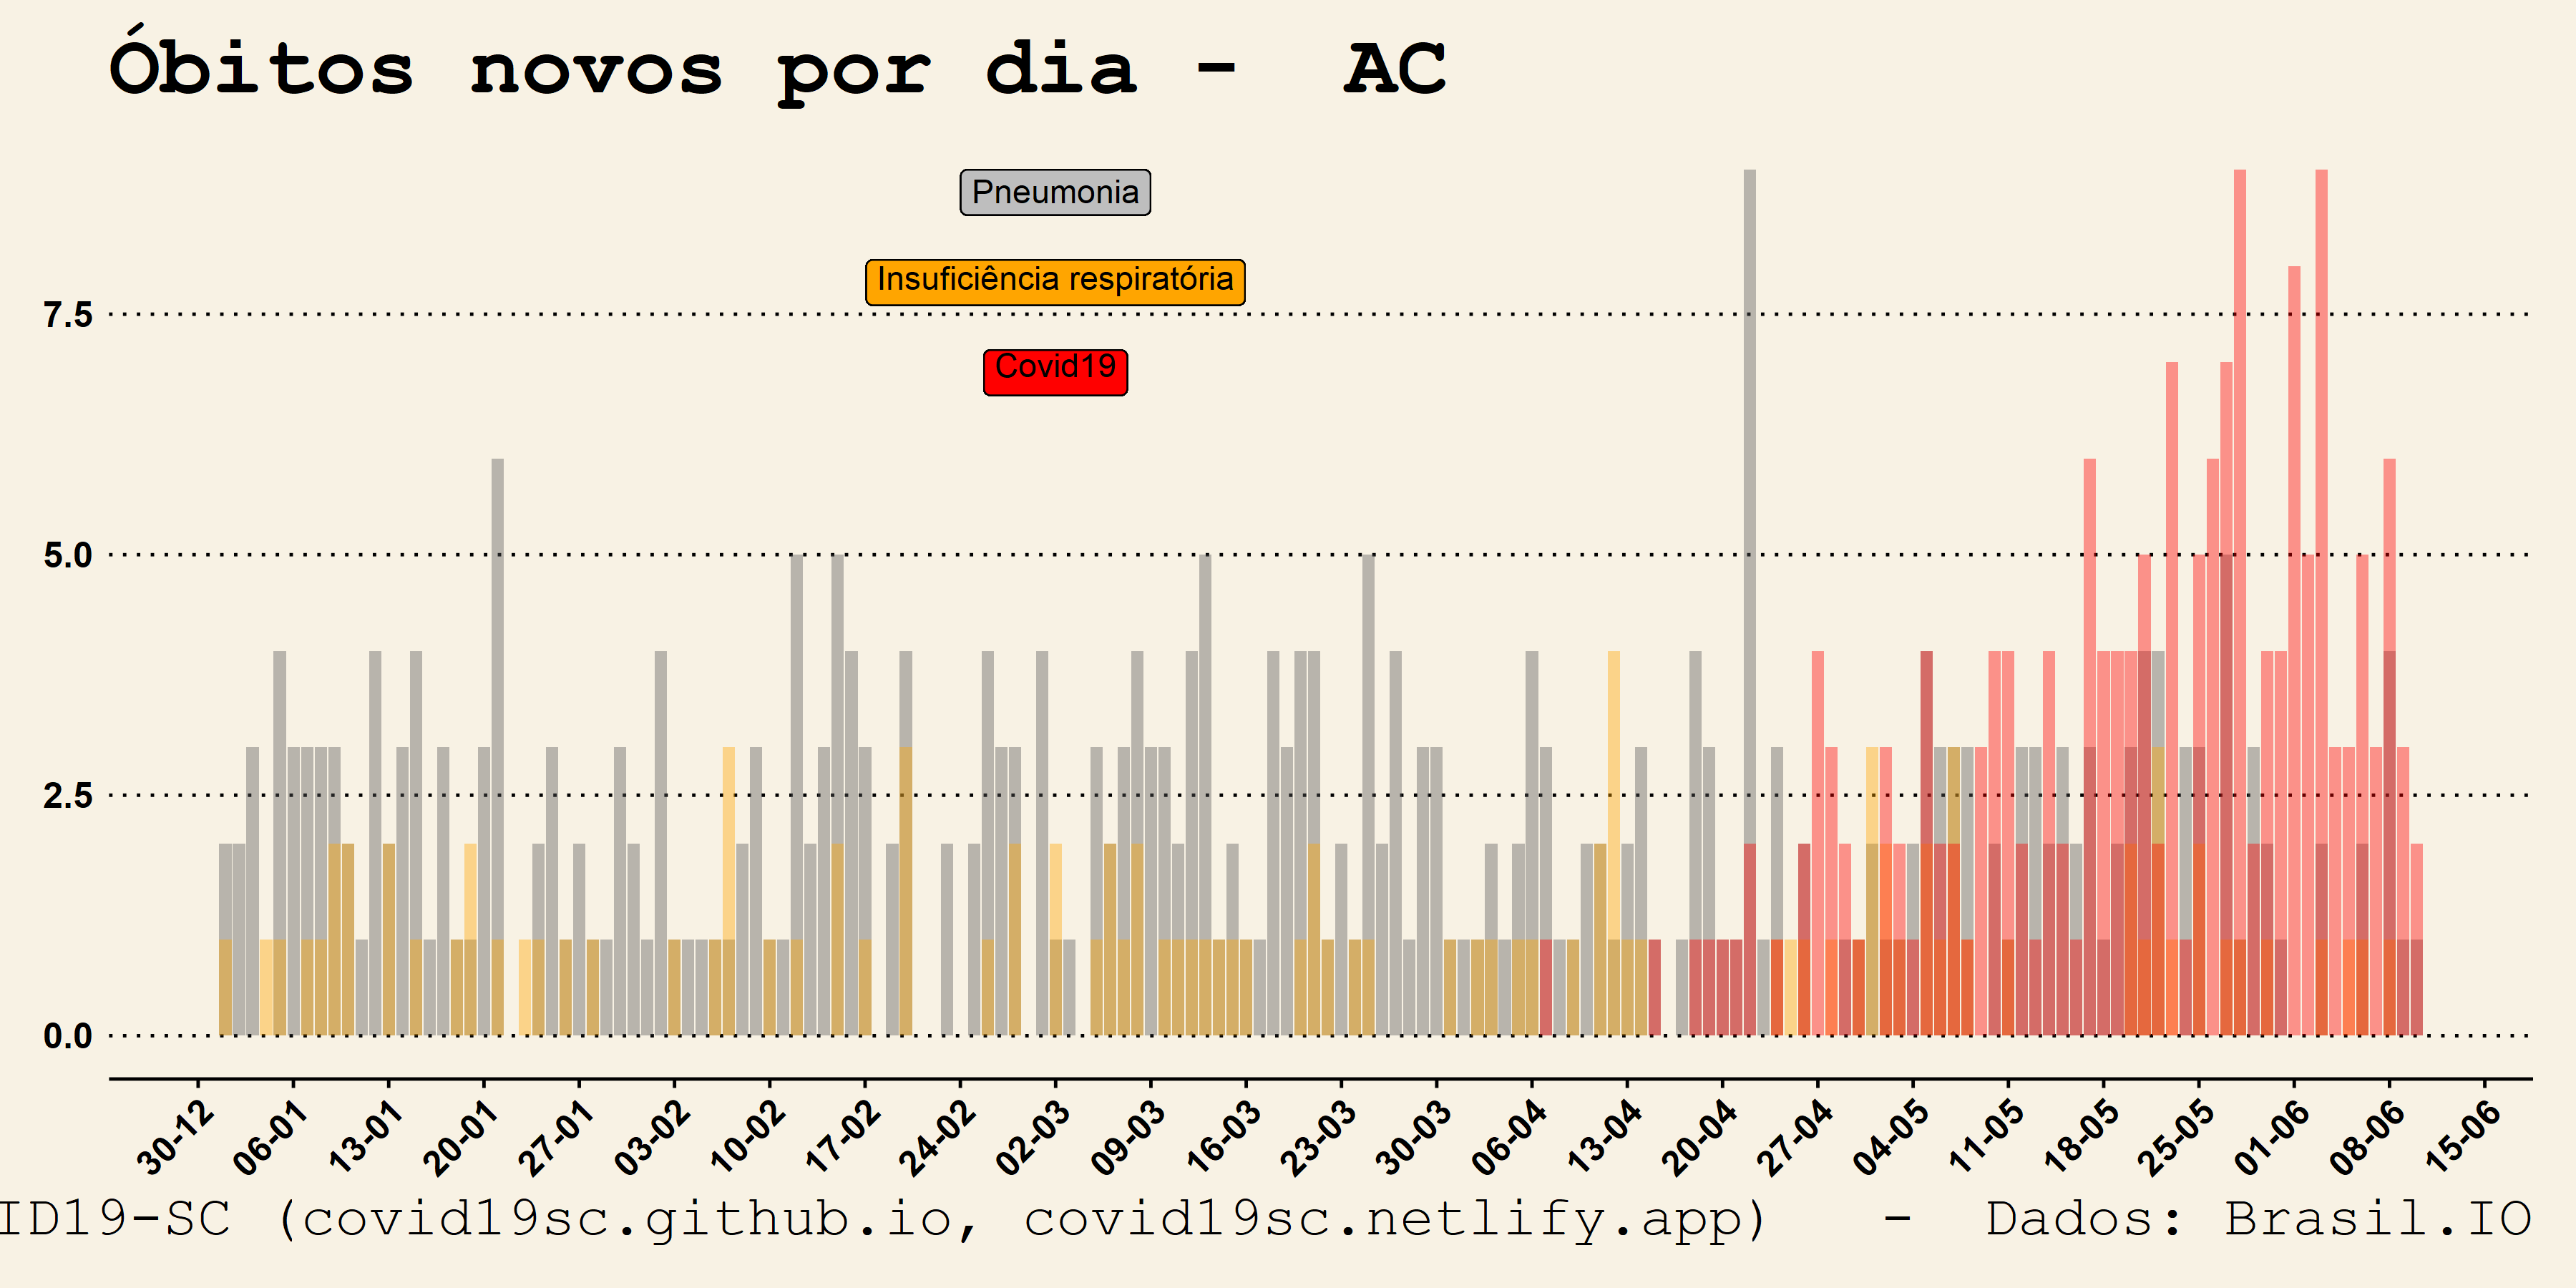 Óbitos novos por dia - AC
Pneumonia
Insuficiência respiratória
Covid19
7.5
5.0
2.5
0.0
30-12 06-01 13-01 20-01 27-01 03-02 10-02 17-02 24-02 02-03 09-03 16-03 23-03 30-03 06-04 13-04 20-04 27-04 04-05 11-05 18-05 25-05 01-06 08-06 15-06
ID19-SC (covid19sc.github.io, covid19sc.netlify.app) - Dados: Brasil.IO